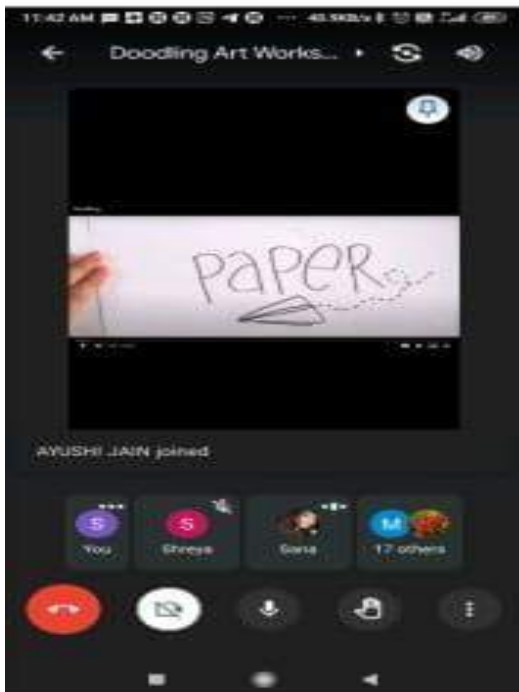 11:42 AM
Doodling Art Works...
PAPER
AYUSHI JAIN joined
S
You
S
Shreya
Sana
M
17 others